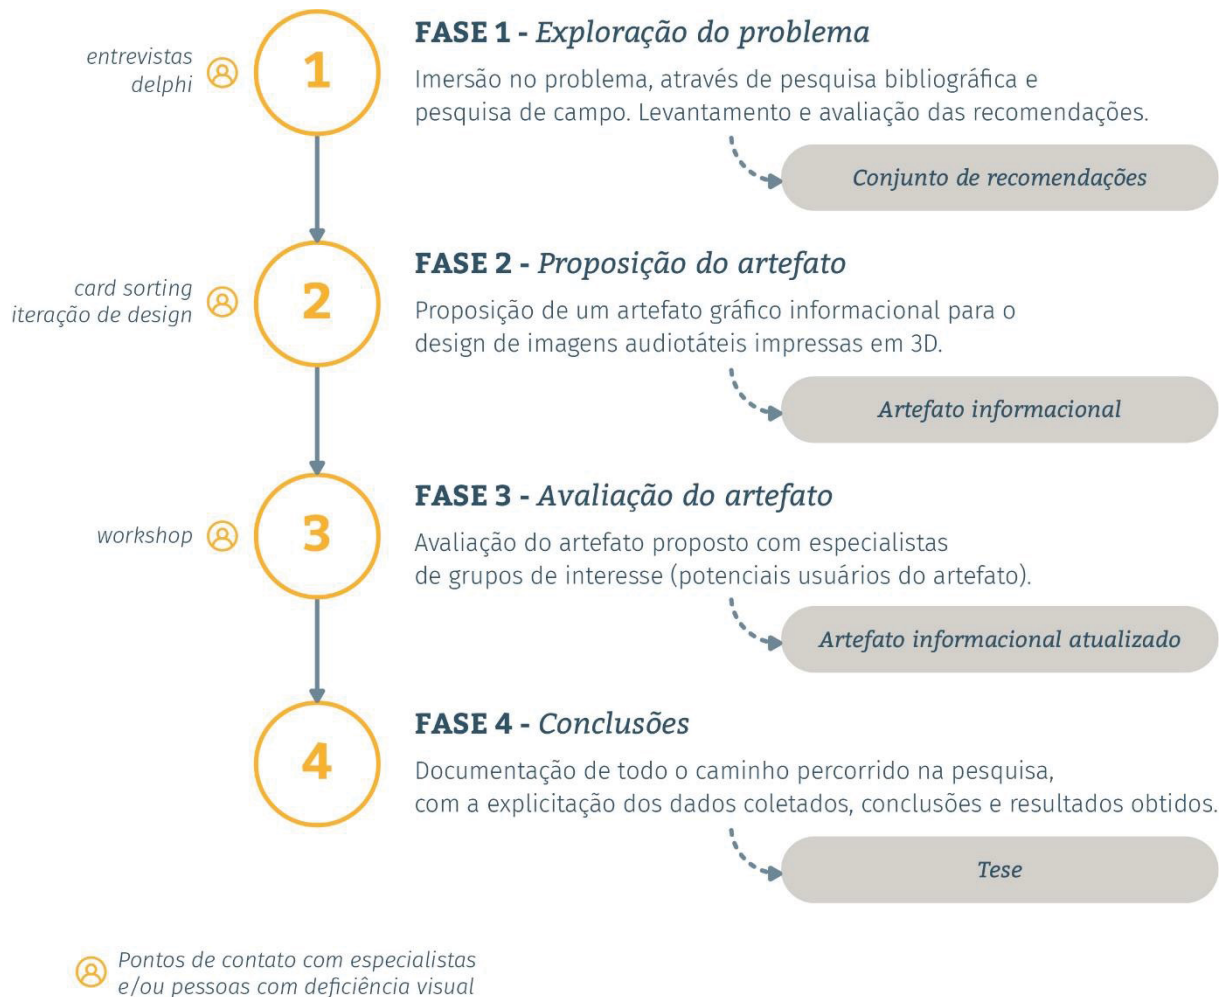 entrevistas
delphi
1
FASE 1 - Exploração do problema
Imersão no problema, através de pesquisa bibliográfica e
pesquisa de campo. Levantamento e avaliação das recomendações.
Conjunto de recomendações
card sorting
iteração de design
2
FASE 2 - Proposição do artefato
Proposição de um artefato gráfico informacional para o
design de imagens audiotáteis impressas em 3D.
Artefato informacional
workshop
3
FASE 3 - Avaliação do artefato
Avaliação do artefato proposto com especialistas
de grupos de interesse (potenciais usuários do artefato).
Artefato informacional atualizado
4
FASE 4 - Conclusões
Documentação de todo o caminho percorrido na pesquisa,
com a explicitação dos dados coletados, conclusões e resultados obtidos.
Tese
Pontos de contato com especialistas
e/ou pessoas com deficiência visual